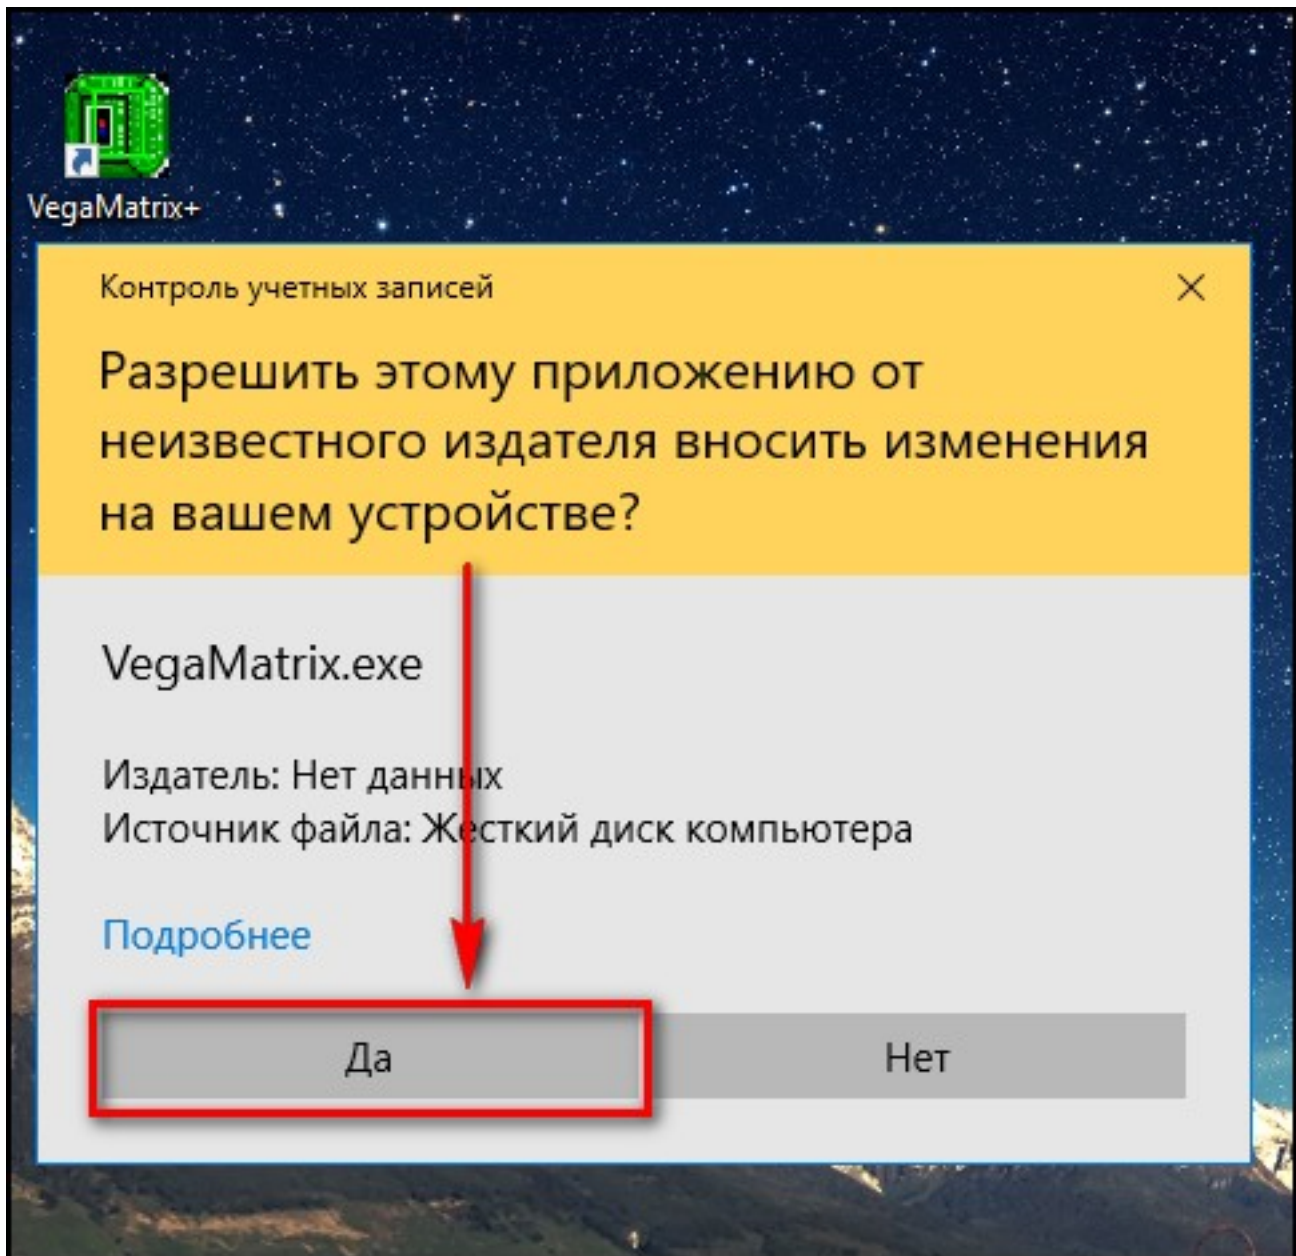 VegaMatrix+
Контроль учетных записей
Разрешить этому приложению от
неизвестного издателя вносить изменения
на вашем устройстве?
VegaMatrix.exe
Издатель: Нет данных
Источник файла: Жесткий диск компьютера
Подробнее
Да
Нет